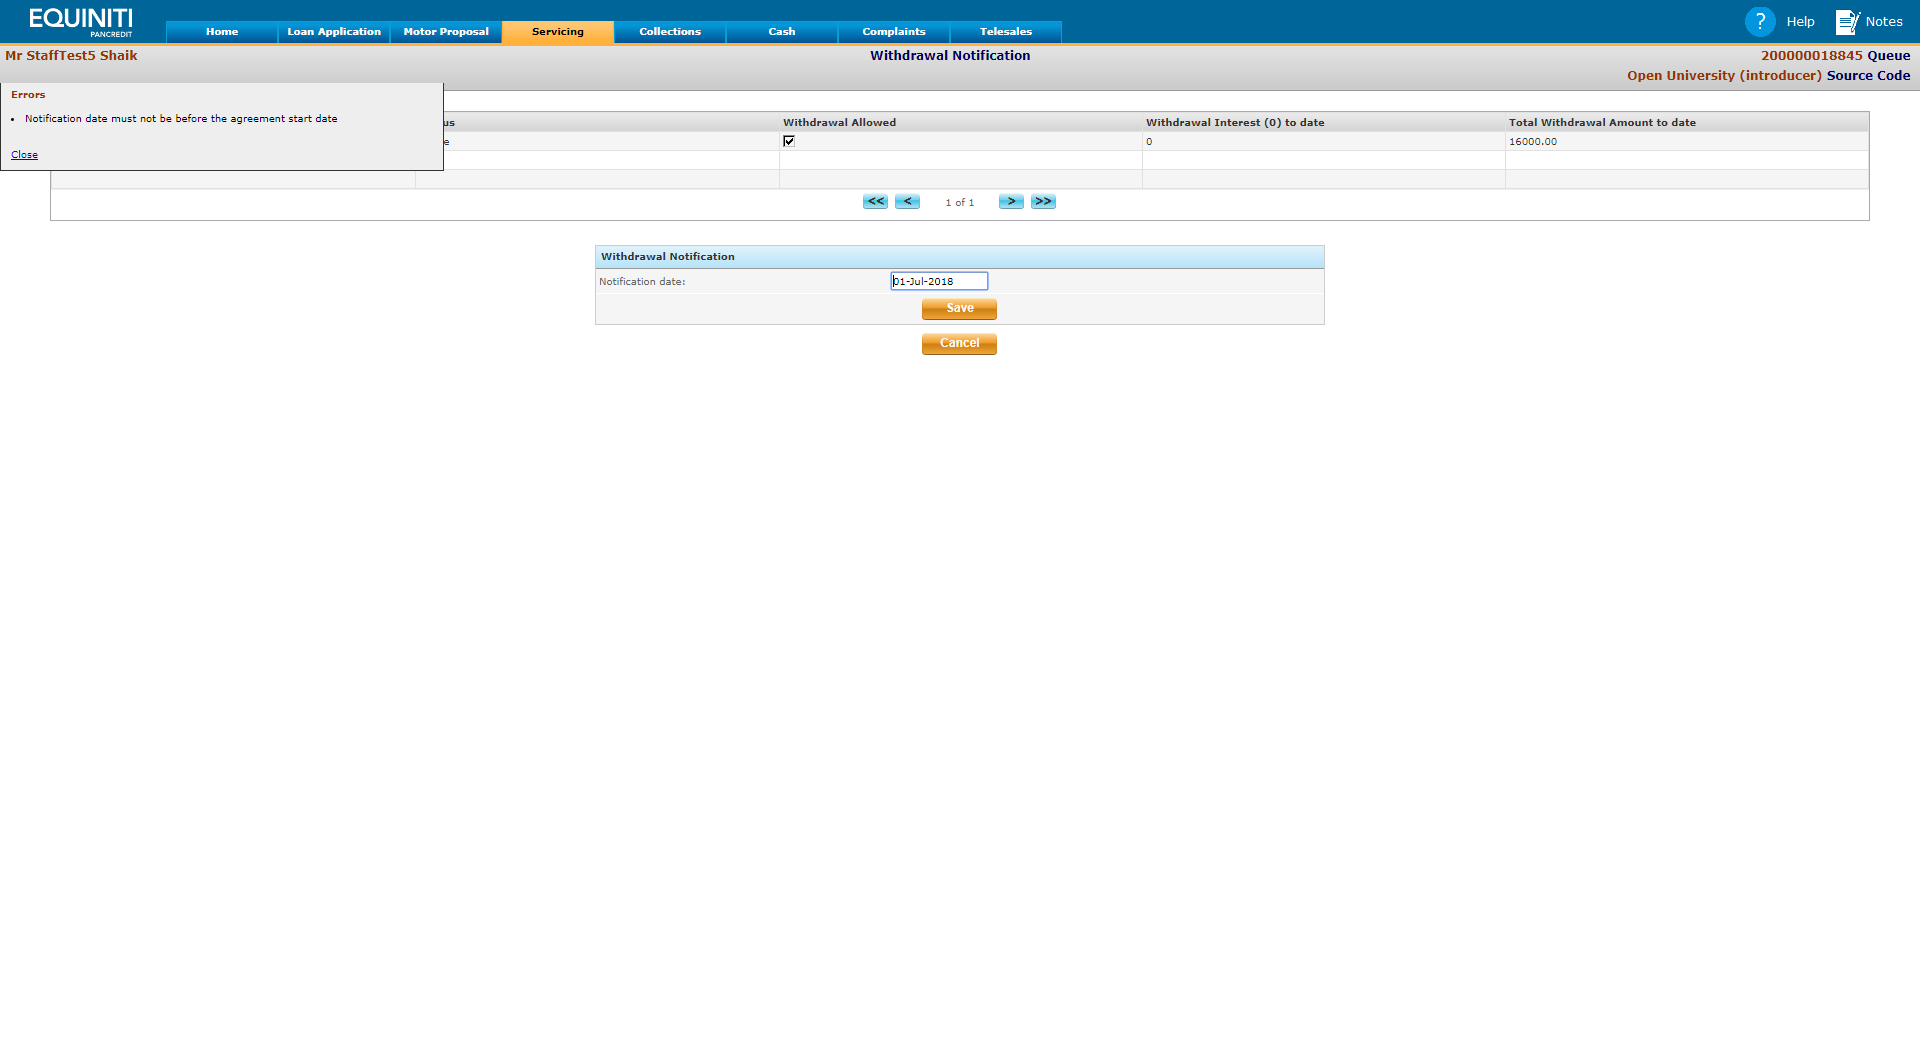 EQUINITI
PANCREDIT
Home Loan Application Motor Proposal Servicing Collections Cash Complaints Telesales
? Help Notes
Mr StaffTest5 Shaik Withdrawal Notification 200000018845 Queue
Open University (introducer) Source Code
Errors
• Notification date must not be before the agreement start date
Close
us Withdrawal Allowed Withdrawal Interest (0) to date Total Withdrawal Amount to date
e 0 16000.00
<< < 1 of 1 > >>
Withdrawal Notification
Notification date: 01-Jul-2018
Save
Cancel